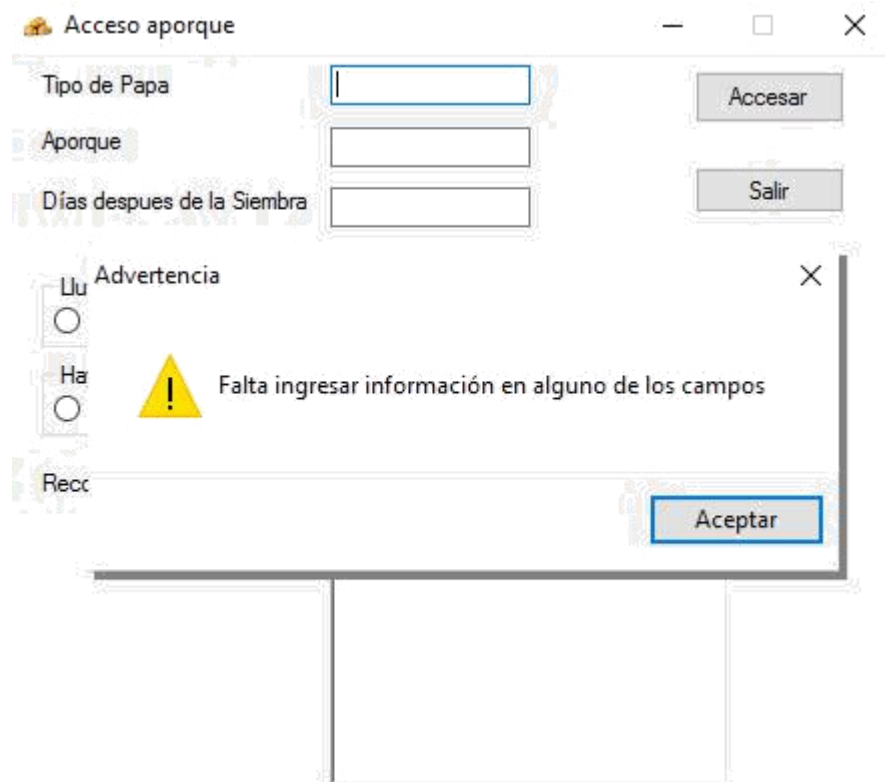 Acceso aporque
Tipo de Papa
Accesar
Aporque
Días despues de la Siembra
Salir
Advertencia
Falta ingresar información en alguno de los campos
Aceptar